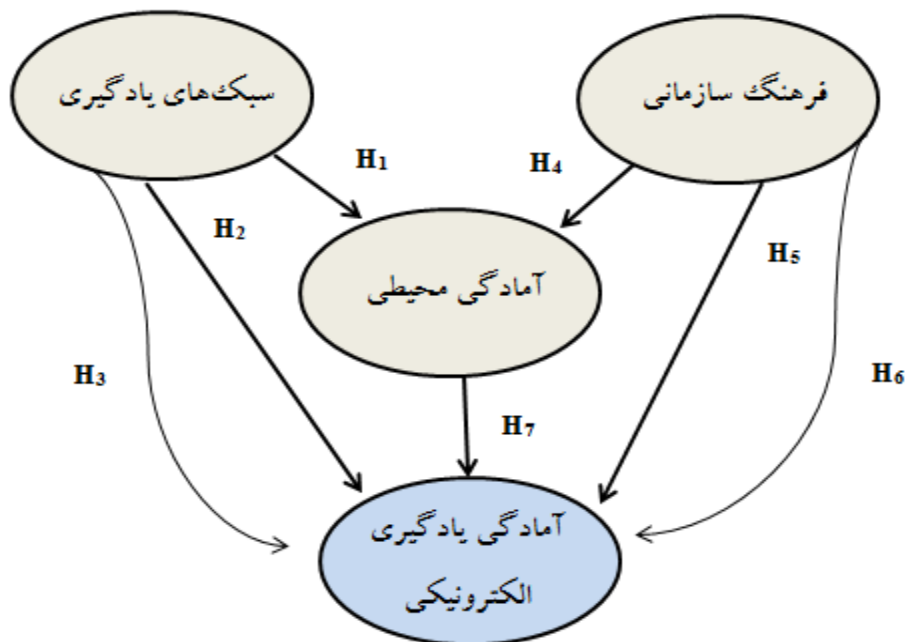 فرهنگ سازمانی
سبک‌های یادگیری
H₁
H₄
H₂
H₅
آمادگی محیطی
H₃
H₆
H₇
آمادگی یادگیری
الکترونیکی